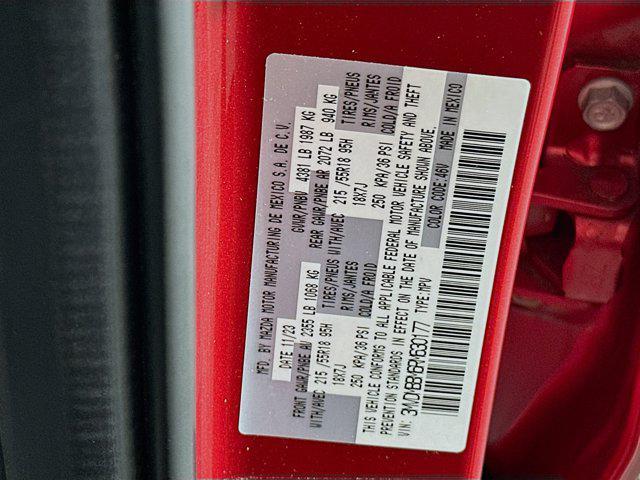 MFD. BY MAZDA MOTOR MANUFACTURING DE MEXICO S.A. DE C.V.
DATE 11/23 GVWR/PNBV 4381 LB 1987 KG
FRONT GAWR/PNBE AV 2355 LB 1068 KG REAR GAWR/PNBE AR 2072 LB 940 KG
WITH/AVEC 215 /55R18 95H TIRES/PNEUS WITH/AVEC 215 /55R18 95H TIRES/PNEUS
18X7J RIMS/JANTES 18X7J RIMS/JANTES
250 KPA/36 PSI COLD/A FROID 250 KPA/36 PSI COLD/A FROID
THIS VEHICLE CONFORMS TO ALL APPLICABLE FEDERAL MOTOR VEHICLE SAFETY AND THEFT
PREVENTION STANDARDS IN EFFECT ON THE DATE OF MANUFACTURE SHOWN ABOVE.
VIN: TYPE:MPV COLOR CODE:46V MADE IN MEXICO